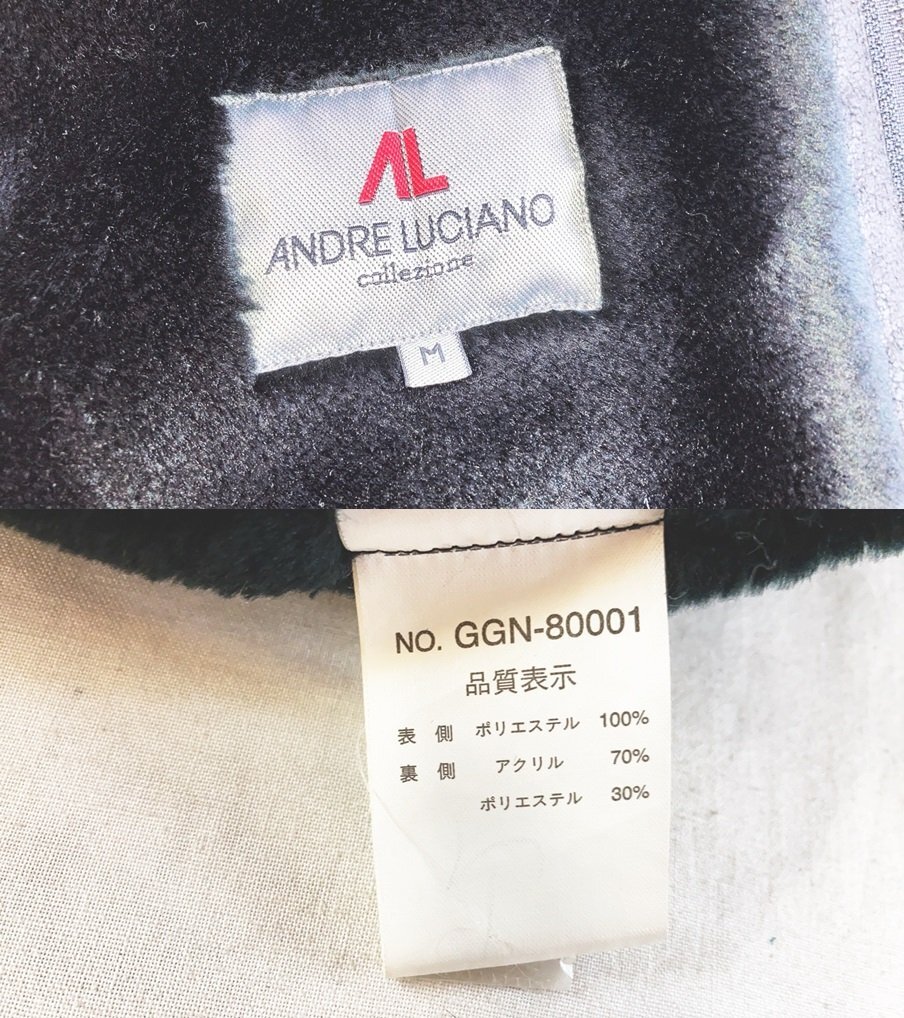 AL
ANDRE LUCIANO
collezione
M
NO. GGN-80001
品質表示
表側 ポリエステル 100%
裏側 アクリル 70%
ポリエステル 30%